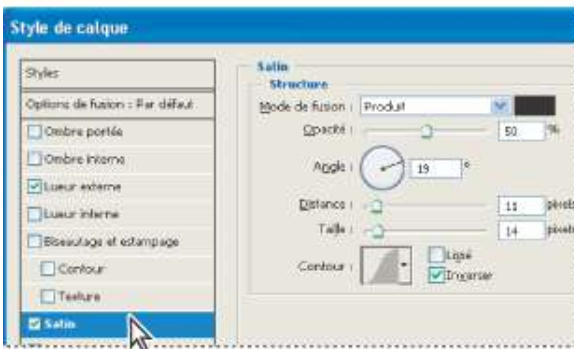 Style de calque
Styles
Options de fusion : Par défaut
Ombre portée
Ombre interne
Lueur externe
Lueur interne
Biseautage et estampage
Contour
Texture
Satin
Satin
Structure
Mode de fusion : Produit
Opacité : 50 %
Angle : 19 °
Distance : 11 pixels
Taille : 14 pixels
Contour :
Lissé
Inverser